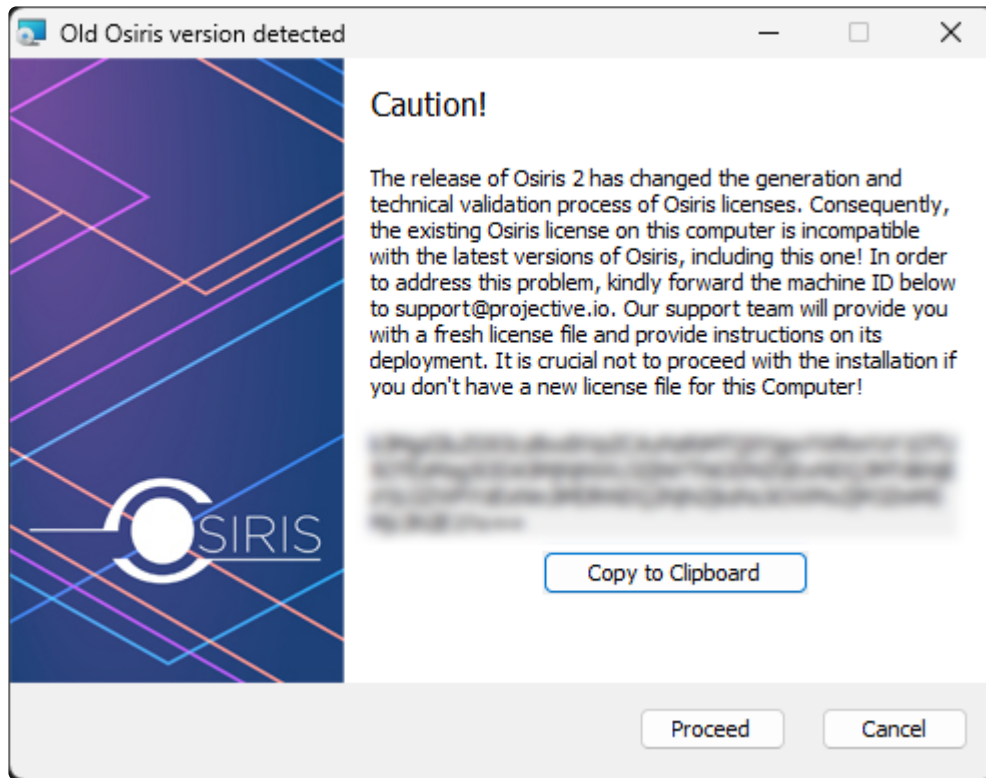 Old Osiris version detected
Caution!
The release of Osiris 2 has changed the generation and
technical validation process of Osiris licenses. Consequently,
the existing Osiris license on this computer is incompatible
with the latest versions of Osiris, including this one! In order
to address this problem, kindly forward the machine ID below
to support@projective.io. Our support team will provide you
with a fresh license file and provide instructions on its
deployment. It is crucial not to proceed with the installation if
you don't have a new license file for this Computer!
OSIRIS
Copy to Clipboard
Proceed
Cancel